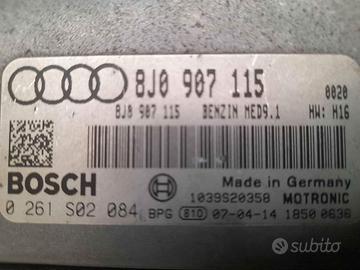 8J0 907 115
0020
8J0 907 115 BENZIN MED9.1 HW: H16
BOSCH
Made in Germany
1039S20358 MOTRONIC
0 261 S02 084 BPG 810 07-04-14 1850 0636
subito